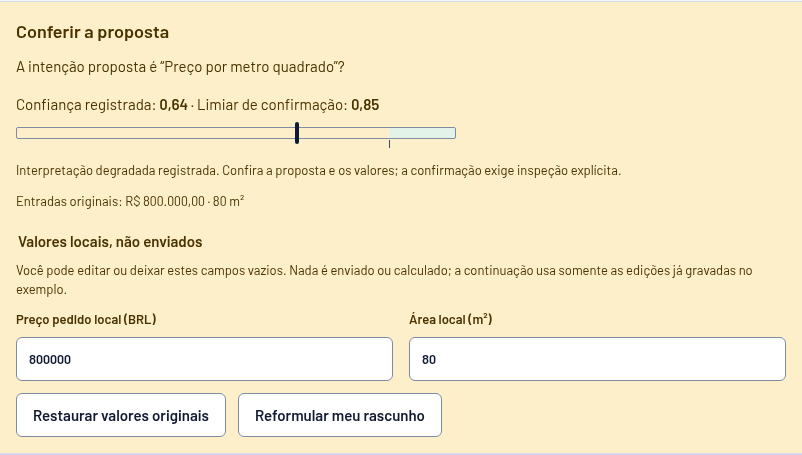 Conferir a proposta
A intenção proposta é “Preço por metro quadrado”?
Confiança registrada: 0,64 · Limiar de confirmação: 0,85
Interpretação degradada registrada. Confira a proposta e os valores; a confirmação exige inspeção explícita.
Entradas originais: R$ 800.000,00 · 80 m²
Valores locais, não enviados
Você pode editar ou deixar estes campos vazios. Nada é enviado ou calculado; a continuação usa somente as edições já gravadas no
exemplo.
Preço pedido local (BRL)
Área local (m²)
800000
80
Restaurar valores originais
Reformular meu rascunho